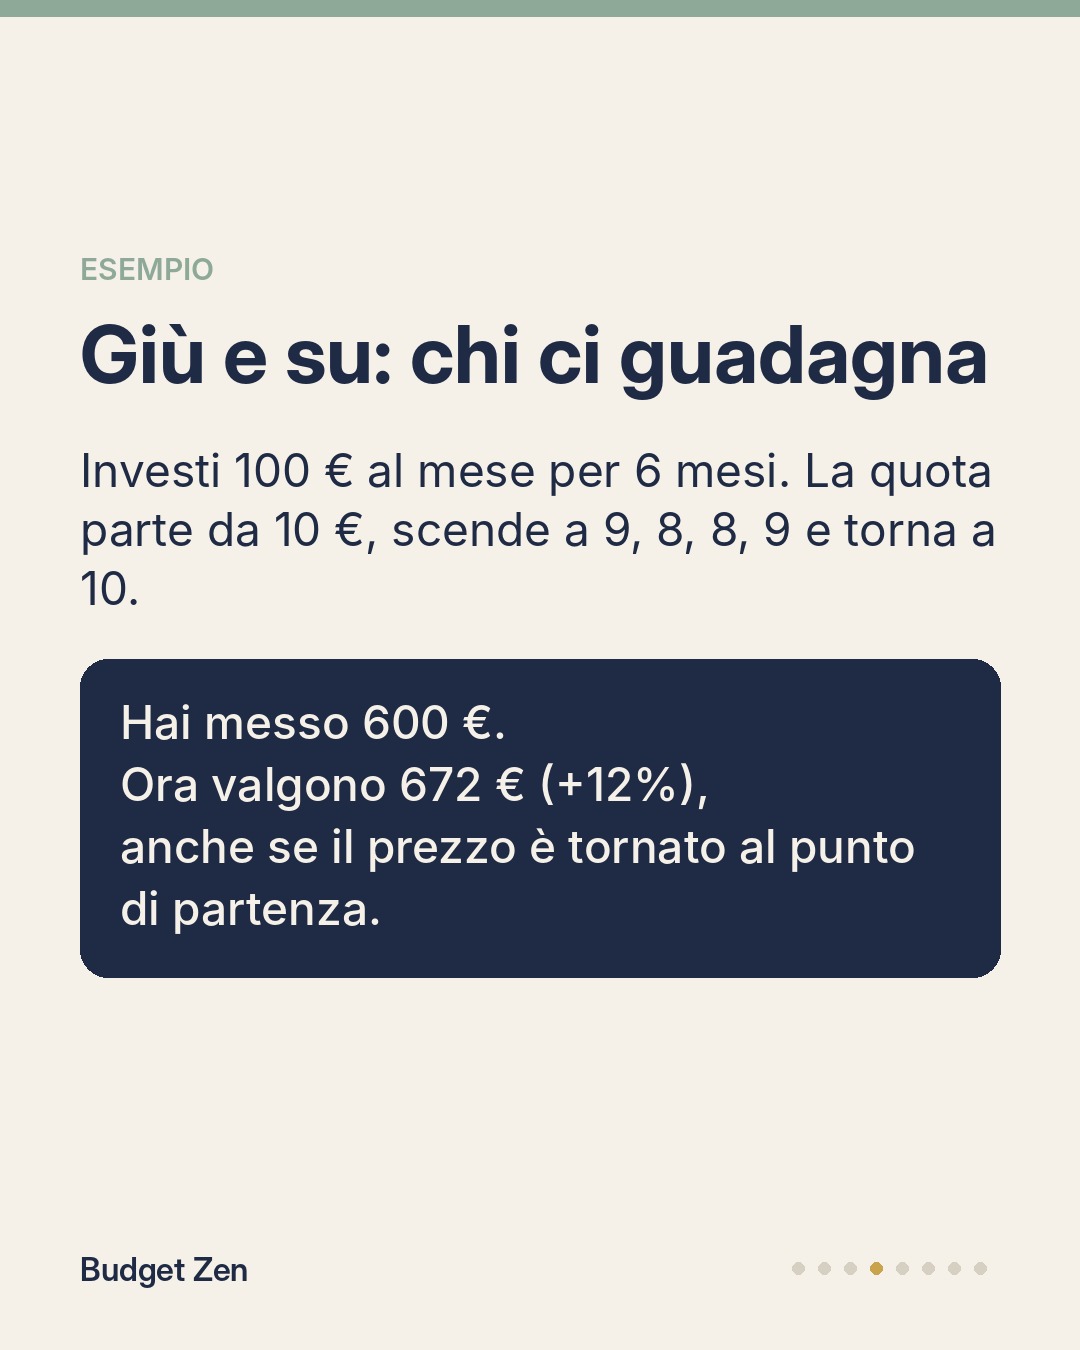 ESEMPIO
Giù e su: chi ci guadagna
Investi 100 € al mese per 6 mesi. La quota
parte da 10 €, scende a 9, 8, 8, 9 e torna a
10.
Hai messo 600 €.
Ora valgono 672 € (+12%),
anche se il prezzo è tornato al punto
di partenza.
Budget Zen